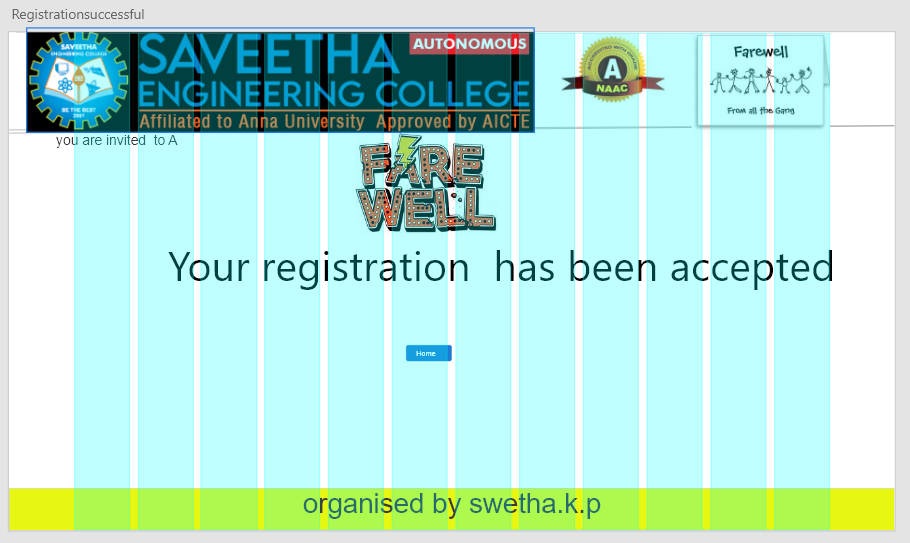 Registrationsuccessful
SAVEETHA
ENGINEERING COLLEGE
BE THE BEST
2001
SAVEETHA
AUTONOMOUS
ENGINEERING COLLEGE
Affiliated to Anna University Approved by AICTE
A
NAAC
Farewell
From all the Gang
you are invited to A
FARE
WELL
Your registration has been accepted
Home
organised by swetha.k.p